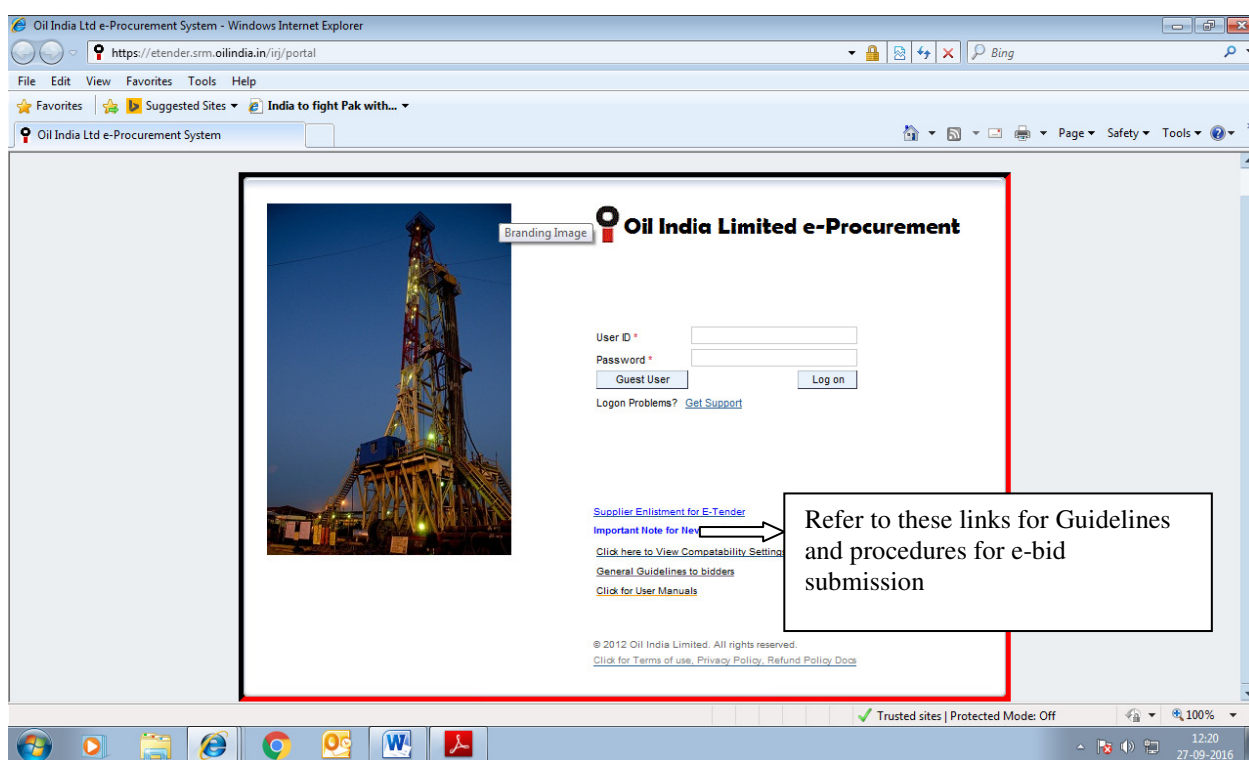 Oil India Ltd e-Procurement System - Windows Internet Explorer
https://etender.srm.oilindia.in/irj/portal
Bing
File Edit View Favorites Tools Help
Favorites Suggested Sites India to fight Pak with...
Oil India Ltd e-Procurement System
Page Safety Tools
Oil India Limited e-Procurement
Branding Image
User ID *
Password *
Guest User Log on
Logon Problems? Get Support
Supplier Enlistment for E-Tender
Important Note for
Click here to View Compatability Settings
General Guidelines to bidders
Click for User Manuals
Refer to these links for Guidelines
and procedures for e-bid
submission
© 2012 Oil India Limited. All rights reserved.
Click for Terms of use, Privacy Policy, Refund Policy Docs
Trusted sites | Protected Mode: Off 100%
12:20
27-09-2016